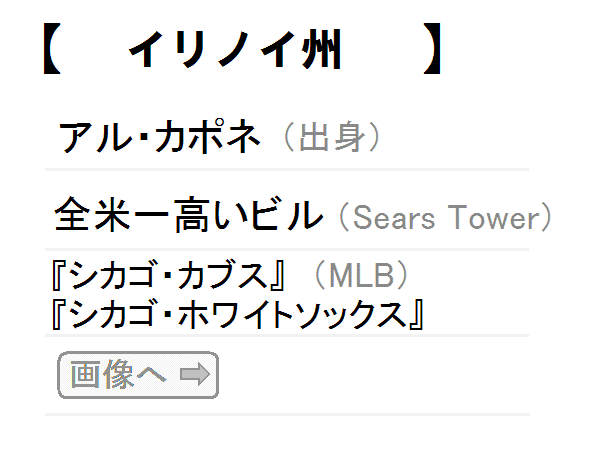 【 イリノイ州 】
アル・カポネ（出身）
全米一高いビル（Sears Tower）
『シカゴ・カブス』（MLB）
『シカゴ・ホワイトソックス』
画像へ ⇨